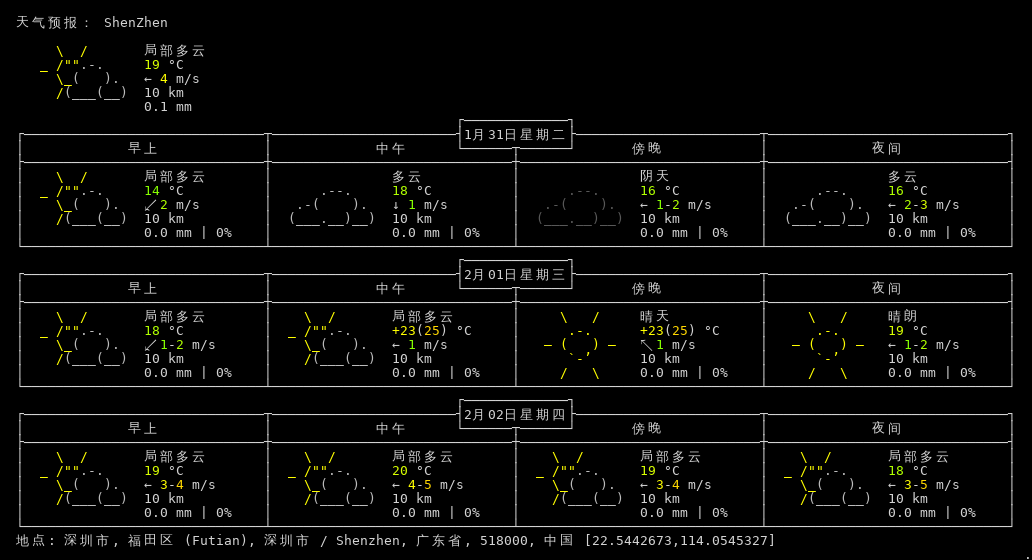 天气预报： ShenZhen
局部多云
19 °C
← 4 m/s
10 km
0.1 mm
1月31日星期二
早上 中午 傍晚 夜间
局部多云 多云 阴天 多云
14 °C 18 °C 16 °C 16 °C
↙ 2 m/s ↓ 1 m/s ← 1-2 m/s ← 2-3 m/s
10 km 10 km 10 km 10 km
0.0 mm | 0% 0.0 mm | 0% 0.0 mm | 0% 0.0 mm | 0%
2月01日星期三
早上 中午 傍晚 夜间
局部多云 局部多云 晴天 晴朗
18 °C +23(25) °C +23(25) °C 19 °C
↙ 1-2 m/s ← 1 m/s ↖ 1 m/s ← 1-2 m/s
10 km 10 km 10 km 10 km
0.0 mm | 0% 0.0 mm | 0% 0.0 mm | 0% 0.0 mm | 0%
2月02日星期四
早上 中午 傍晚 夜间
局部多云 局部多云 局部多云 局部多云
19 °C 20 °C 19 °C 18 °C
← 3-4 m/s ← 4-5 m/s ← 3-4 m/s ← 3-5 m/s
10 km 10 km 10 km 10 km
0.0 mm | 0% 0.0 mm | 0% 0.0 mm | 0% 0.0 mm | 0%
地点: 深圳市, 福田区 (Futian), 深圳市 / Shenzhen, 广东省, 518000, 中国 [22.5442673,114.0545327]